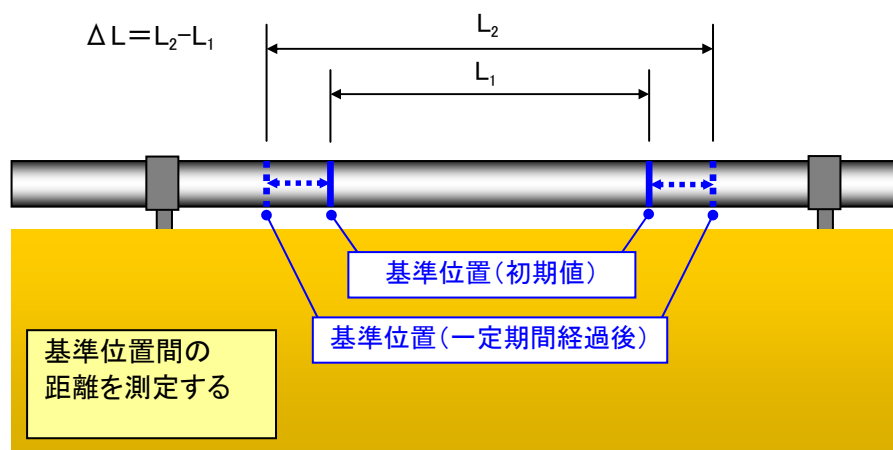 ΔL=L₂-L₁
L₂
L₁
基準位置(初期値)
基準位置(一定期間経過後)
基準位置間の
距離を測定する